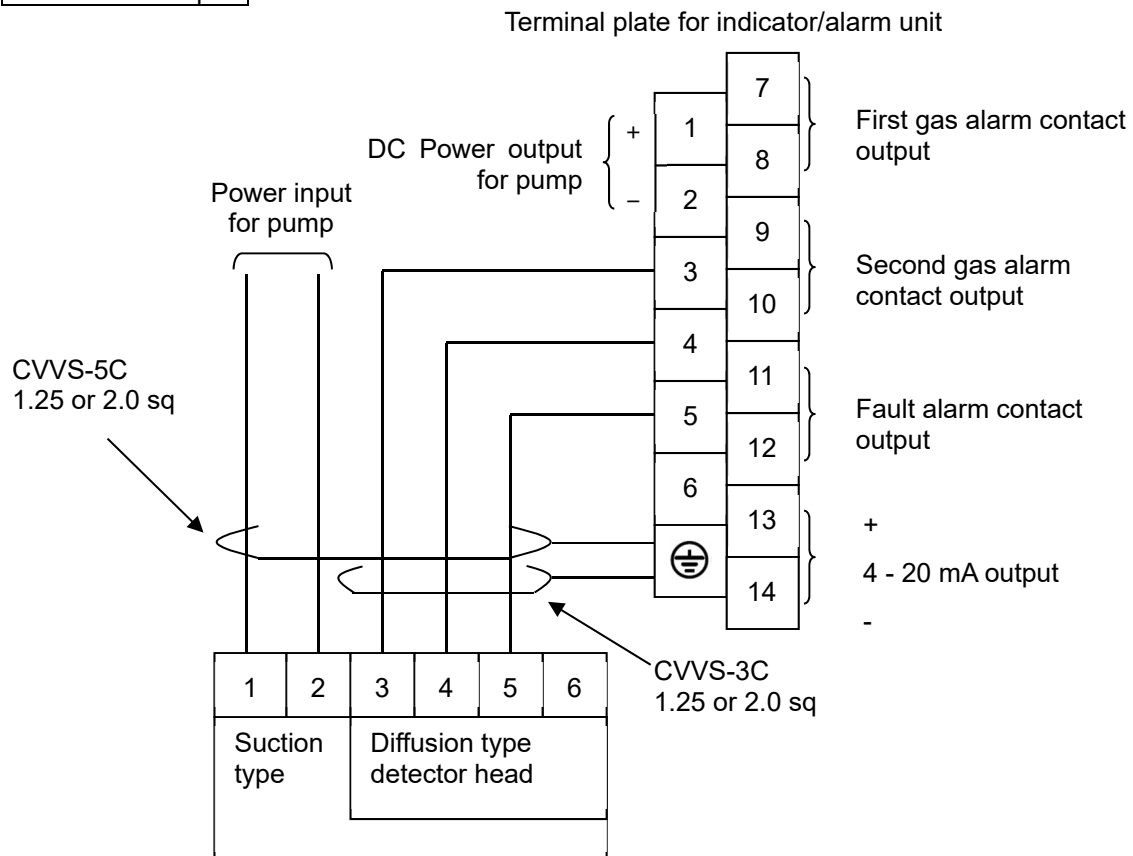 Terminal plate for indicator/alarm unit
7
8
9
10
11
12
13
14
1
2
3
4
5
6
+
–
DC Power output
for pump
Power input
for pump
First gas alarm contact
output
Second gas alarm
contact output
Fault alarm contact
output
+
4 - 20 mA output
-
CVVS-5C
1.25 or 2.0 sq
CVVS-3C
1.25 or 2.0 sq
1 2 3 4 5 6
Suction
type
Diffusion type
detector head